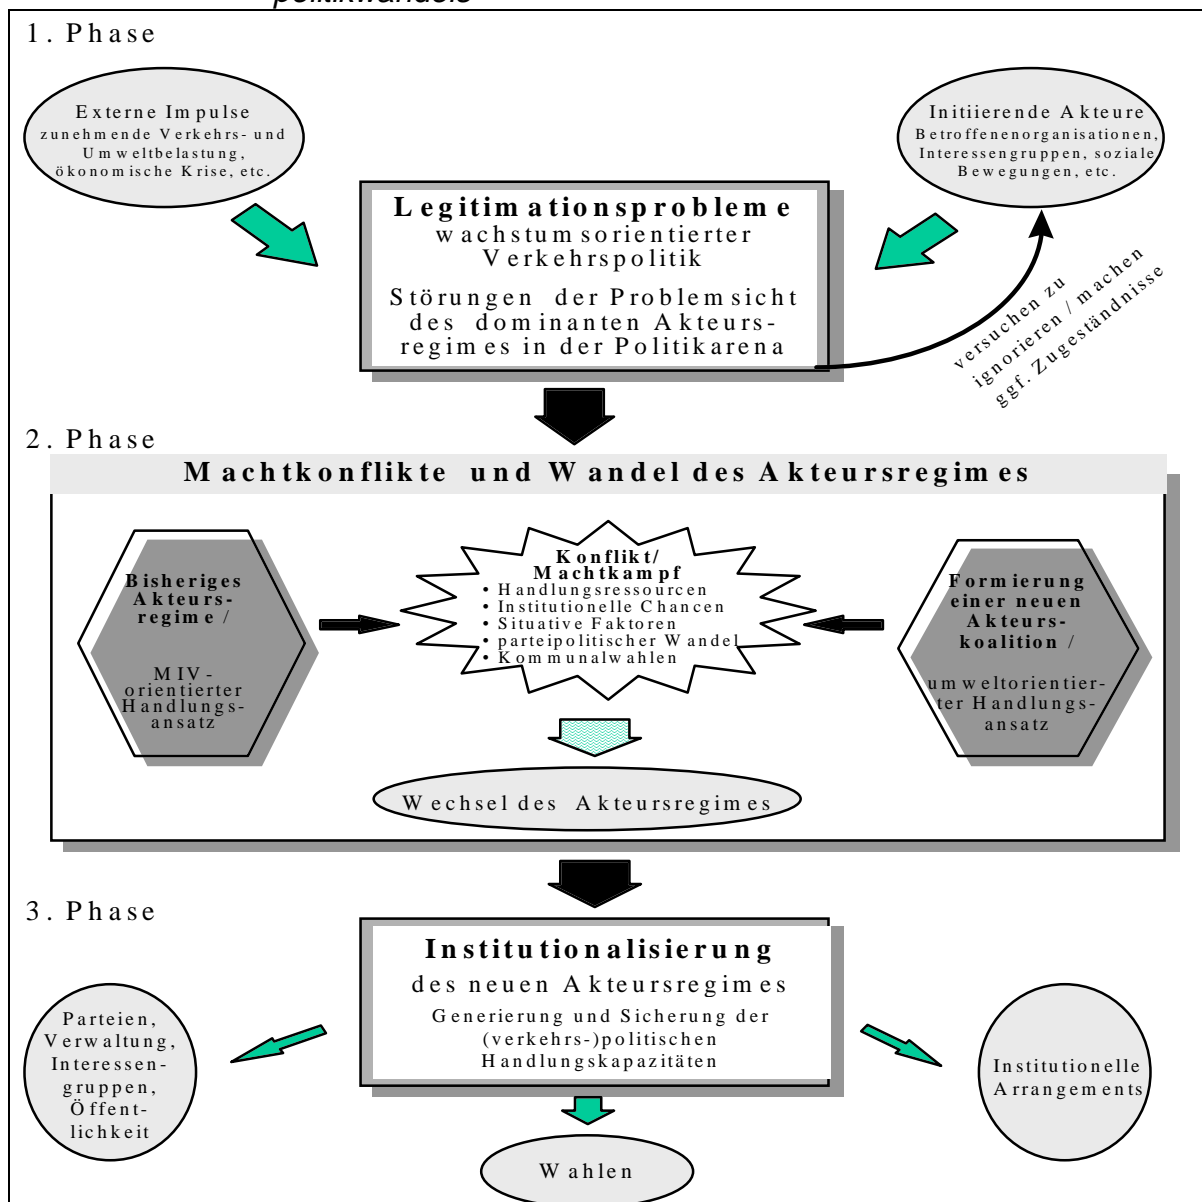 politikwandels
1. Phase
Externe Impulse
zunehmende Verkehrs- und
Umweltbelastung,
ökonomische Krise, etc.
Initiierende Akteure
Betroffenenorganisationen,
Interessengruppen, soziale
Bewegungen, etc.
Legitimationsprobleme
wachstumsorientierter
Verkehrspolitik
Störungen der Problemsicht
des dominanten Akteurs-
regimes in der Politikarena
versuchen zu
ignorieren / machen
ggf. Zugeständnisse
2. Phase
Machtkonflikte und Wandel des Akteursregimes
Bisheriges
Akteurs-
regime /
MIV-
orientierter
Handlungs-
ansatz
Konflikt/
Machtkampf
• Handlungsressourcen
• Institutionelle Chancen
• Situative Faktoren
• parteipolitischer Wandel
• Kommunalwahlen
Formierung
einer neuen
Akteurs-
koalition /
umweltorientier-
ter Handlungs-
ansatz
Wechsel des Akteursregimes
3. Phase
Institutionalisierung
des neuen Akteursregimes
Generierung und Sicherung der
(verkehrs-)politischen
Handlungskapazitäten
Parteien,
Verwaltung,
Interessen-
gruppen,
Öffent-
lichkeit
Institutionelle
Arrangements
Wahlen